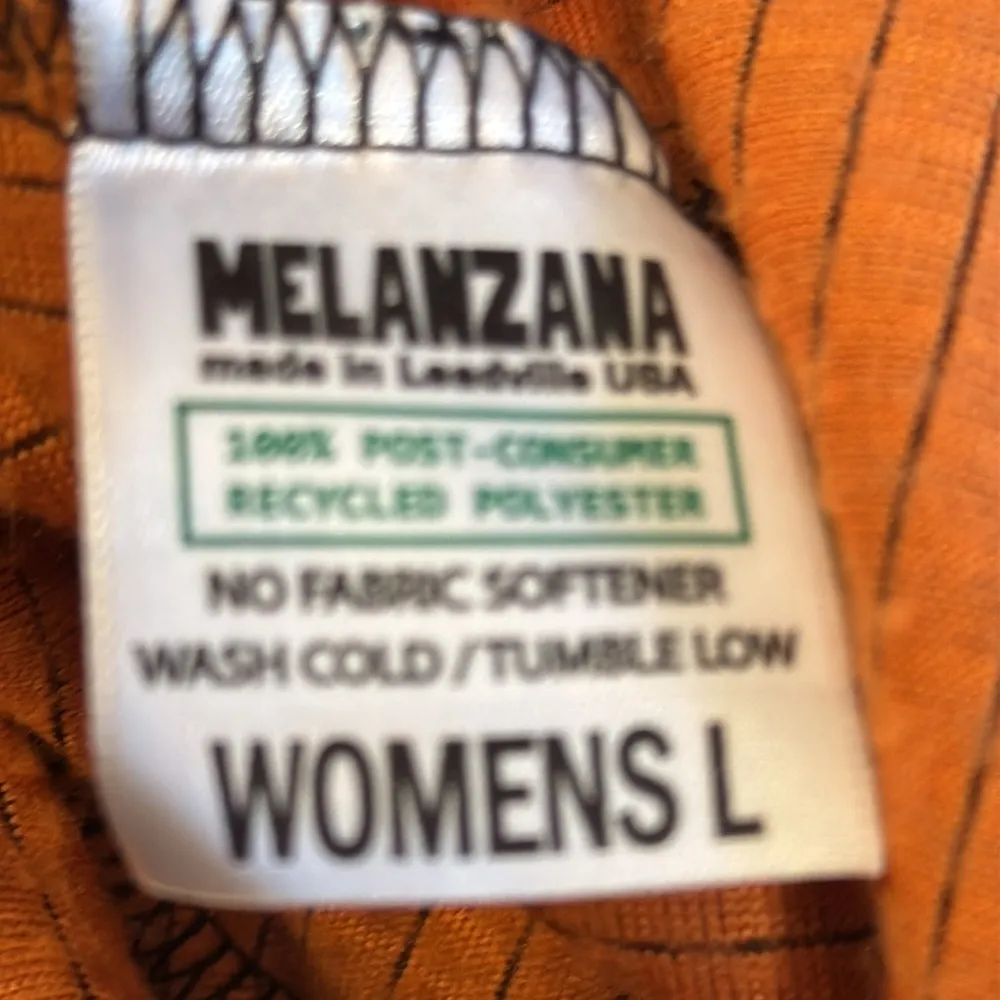 MELANZANA
made in Leadville USA
100% POST-CONSUMER
RECYCLED POLYESTER
NO FABRIC SOFTENER
WASH COLD / TUMBLE LOW
WOMENS L